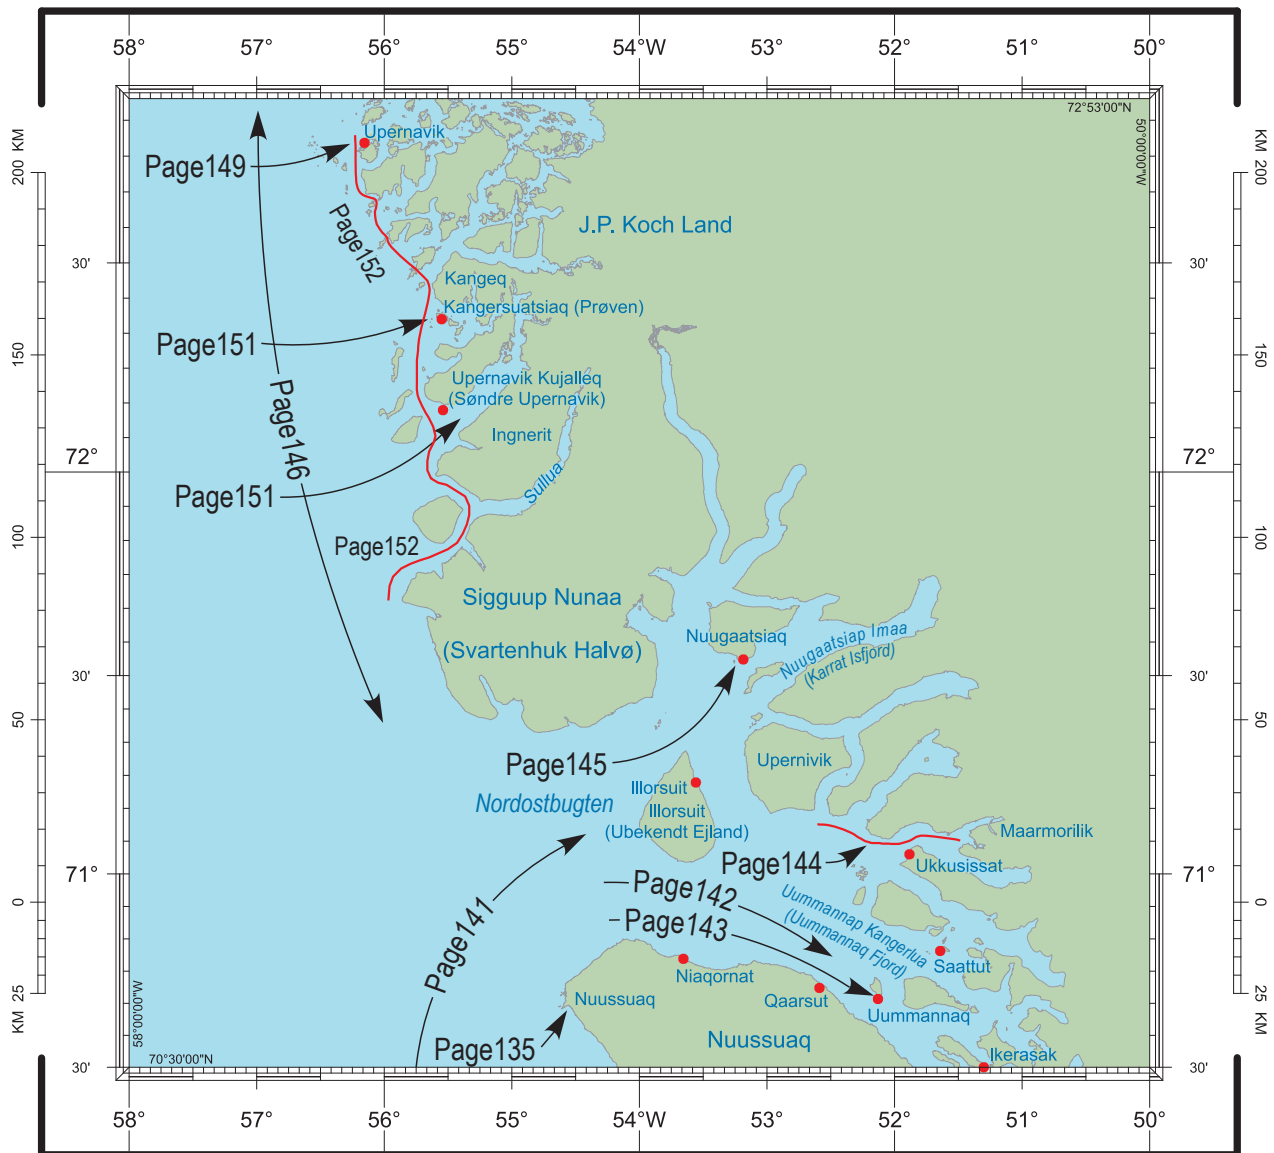 58°
57°
56°
55°
54°W
53°
52°
51°
50°
72°53'00"N
50°00'00"W
KM
200
150
100
50
0
25
KM
KM
200
150
100
50
0
25
KM
30'
72°
30'
71°
30'
30'
72°
30'
71°
30'
Upernavik
Page149
Page152
J.P. Koch Land
Kangeq
Kangersuatsiaq (Prøven)
Page151
Upernavik Kujalleq
(Søndre Upernavik)
Page146
Ingnerit
Sullua
Page151
Page152
Sigguup Nunaa
(Svartenhuk Halvø)
Nuugaatsiaq
Nuugaatsiap Imaa
(Karrat Isfjord)
Page145
Upernivik
Nordostbugten
Illorsuit
Illorsuit
(Ubekendt Ejland)
Maarmorilik
Page144
Ukkusissat
Page142
Page143
Page141
Uummannap Kangerlua
(Uummannaq Fjord)
Saattut
Niaqornat
Nuussuaq
Qaarsut
Uummannaq
Nuussuaq
Page135
Ikerasak
58°00'00"W
70°30'00"N
58°
57°
56°
55°
54°W
53°
52°
51°
50°